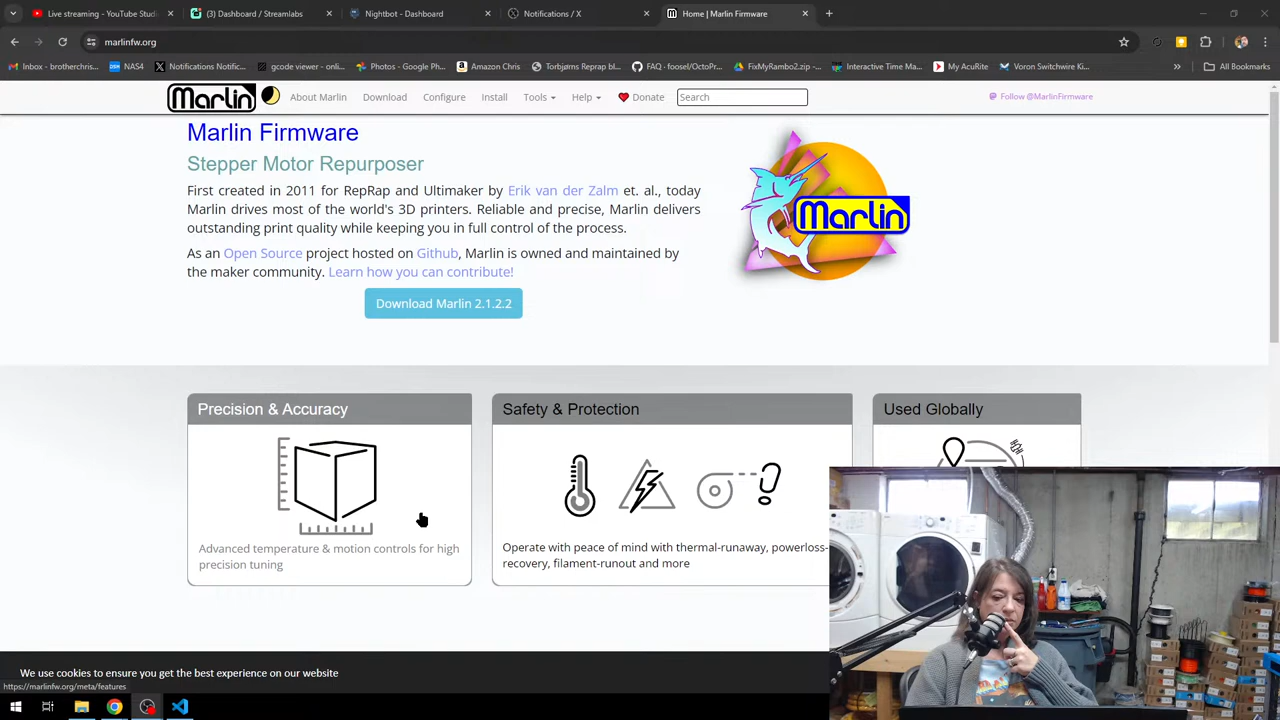 Live streaming - YouTube Studi
(3) Dashboard / Streamlabs
Nightbot - Dashboard
Notifications / X
Home | Marlin Firmware
marlinfw.org
Inbox - brotherchris...
NAS4
Notifications Notific...
gcode viewer - onli...
Photos - Google Ph...
Amazon Chris
Torbjørns Reprap bl...
FAQ · foosel/OctoPr...
FixMyRambo2.zip -...
Interactive Time Ma...
My AcuRite
Voron Switchwire Kit...
All Bookmarks
Marlin
About Marlin
Download
Configure
Install
Tools
Help
Donate
Search
Follow @MarlinFirmware
Marlin Firmware
Stepper Motor Repurposer
First created in 2011 for RepRap and Ultimaker by Erik van der Zalm et. al., today
Marlin drives most of the world's 3D printers. Reliable and precise, Marlin delivers
outstanding print quality while keeping you in full control of the process.
As an Open Source project hosted on Github, Marlin is owned and maintained by
the maker community. Learn how you can contribute!
Download Marlin 2.1.2.2
Marlin
Precision & Accuracy
Advanced temperature & motion controls for high
precision tuning
Safety & Protection
Operate with peace of mind with thermal-runaway, powerloss-
recovery, filament-runout and more
Used Globally
We use cookies to ensure you get the best experience on our website
https://marlinfw.org/meta/features